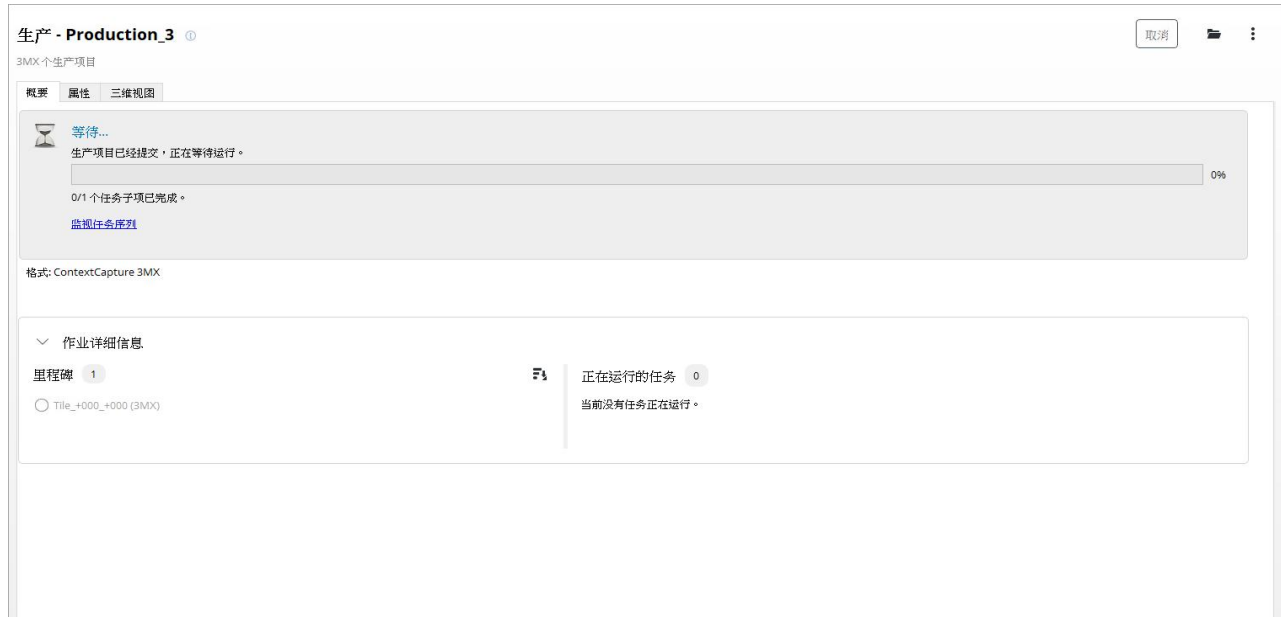 生产 - Production_3
取消
3MX 个生产项目
概要 属性 三维视图
等待...
生产项目已经提交，正在等待运行。
0%
0/1 个任务子项已完成。
监视任务序列
格式: ContextCapture 3MX
作业详细信息
里程碑 1
正在运行的任务 0
Tile_+000_+000 (3MX)
当前没有任务正在运行。